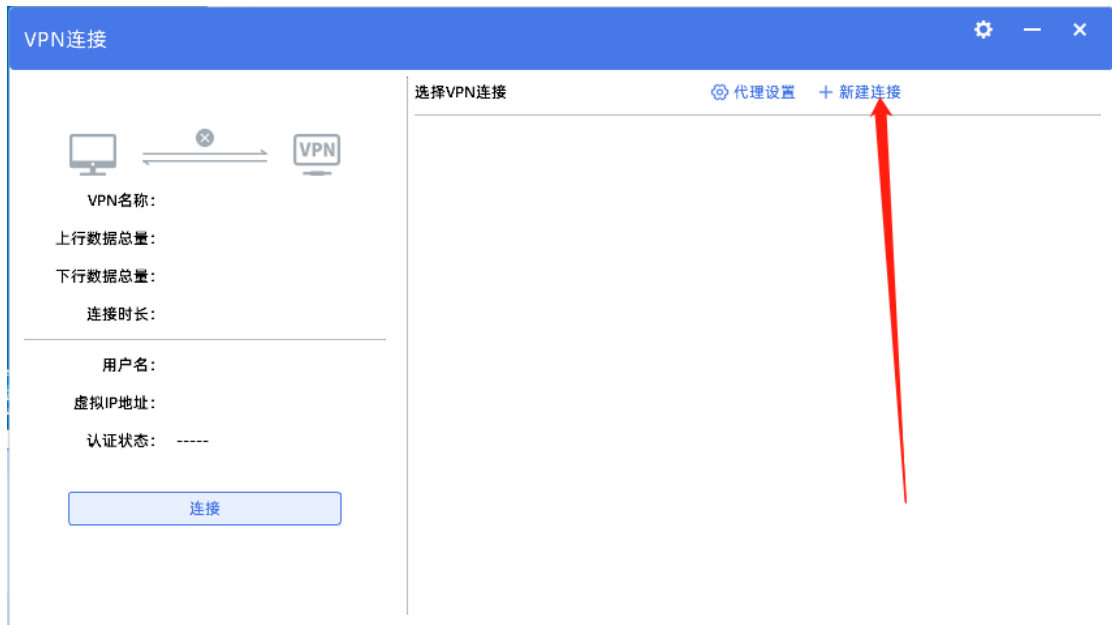 VPN连接
选择VPN连接 代理设置 新建连接
VPN
VPN名称：
上行数据总量：
下行数据总量：
连接时长：
用户名：
虚拟IP地址：
认证状态： -----
连接